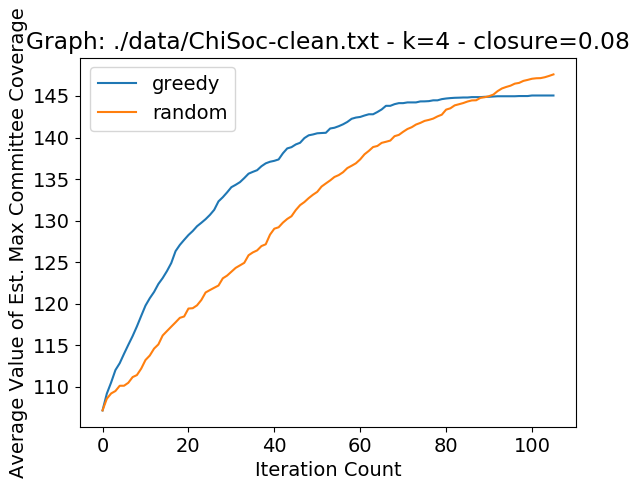 Graph: ./data/ChiSoc-clean.txt - k=4 - closure=0.08
Average Value of Est. Max Committee Coverage
145
140
135
130
125
120
115
110
greedy
random
0 20 40 60 80 100
Iteration Count